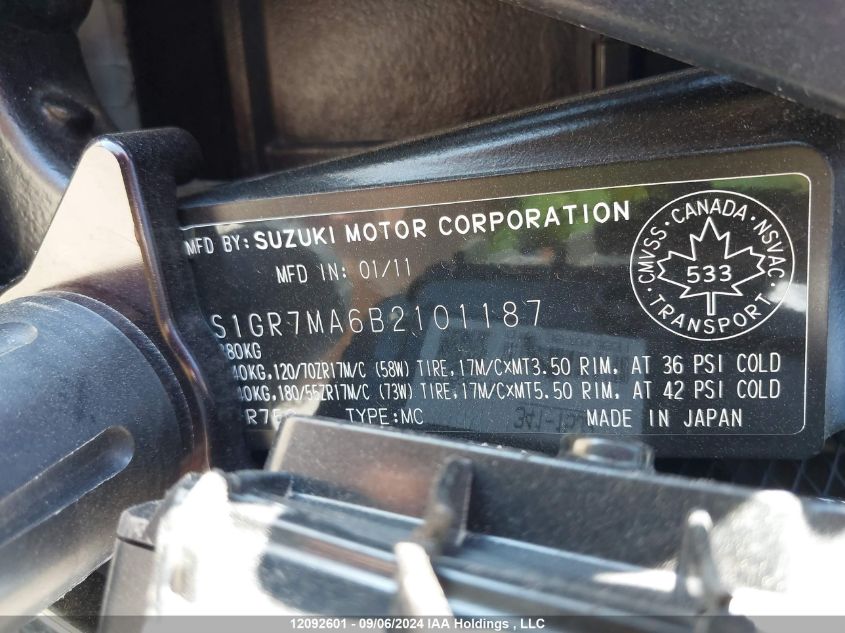 MFD BY: SUZUKI MOTOR CORPORATION
MFD IN: 01/11
CMVSS · CANADA · NSVAC · TRANSPORT ·
533
S1GR7MA6B2101187
80KG
40KG,120/70ZR17M/C (58W) TIRE,17M/C×MT3.50 RIM, AT 36 PSI COLD
40KG,180/55ZR17M/C (73W) TIRE,17M/C×MT5.50 RIM, AT 42 PSI COLD
TYPE:MC MADE IN JAPAN
12092601 - 09/06/2024 IAA Holdings , LLC